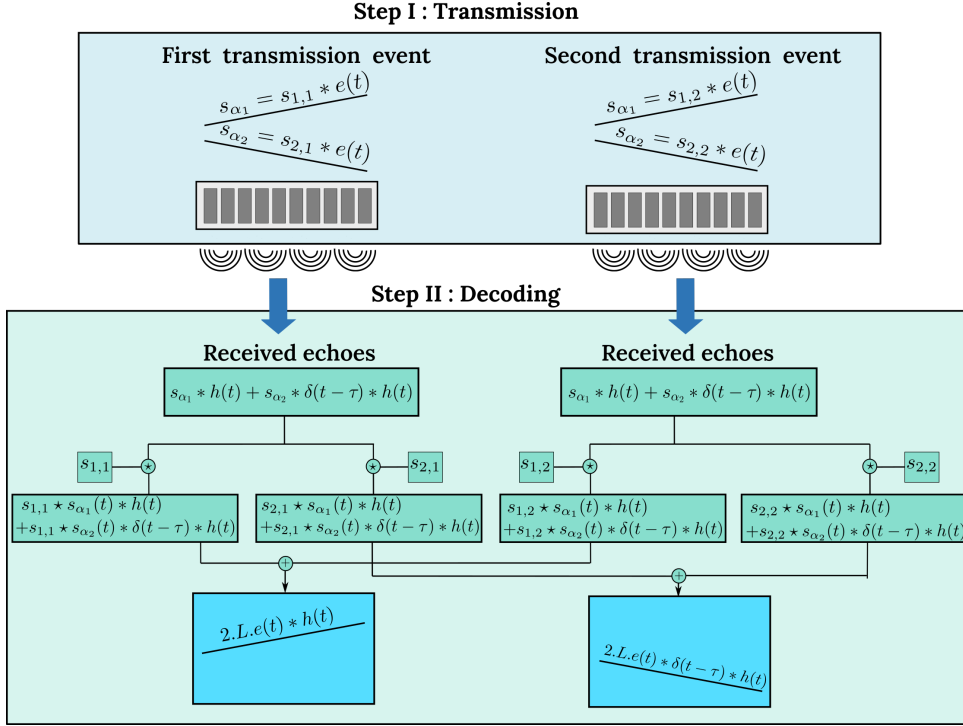 Step I : Transmission
First transmission event
s_{α_1} = s_{1,1} * e(t)
s_{α_2} = s_{2,1} * e(t)
Second transmission event
s_{α_1} = s_{1,2} * e(t)
s_{α_2} = s_{2,2} * e(t)
Step II : Decoding
Received echoes
s_{α_1} * h(t) + s_{α_2} * δ(t − τ) * h(t)
s_{1,1} ⋆
⋆ s_{2,1}
s_{1,1} ⋆ s_{α_1}(t) * h(t)
+s_{1,1} ⋆ s_{α_2}(t) * δ(t − τ) * h(t)
s_{2,1} ⋆ s_{α_1}(t) * h(t)
+s_{2,1} ⋆ s_{α_2}(t) * δ(t − τ) * h(t)
Received echoes
s_{α_1} * h(t) + s_{α_2} * δ(t − τ) * h(t)
s_{1,2} ⋆
⋆ s_{2,2}
s_{1,2} ⋆ s_{α_1}(t) * h(t)
+s_{1,2} ⋆ s_{α_2}(t) * δ(t − τ) * h(t)
s_{2,2} ⋆ s_{α_1}(t) * h(t)
+s_{2,2} ⋆ s_{α_2}(t) * δ(t − τ) * h(t)
+
+
2.L.e(t) * h(t)
2.L.e(t) * δ(t − τ) * h(t)